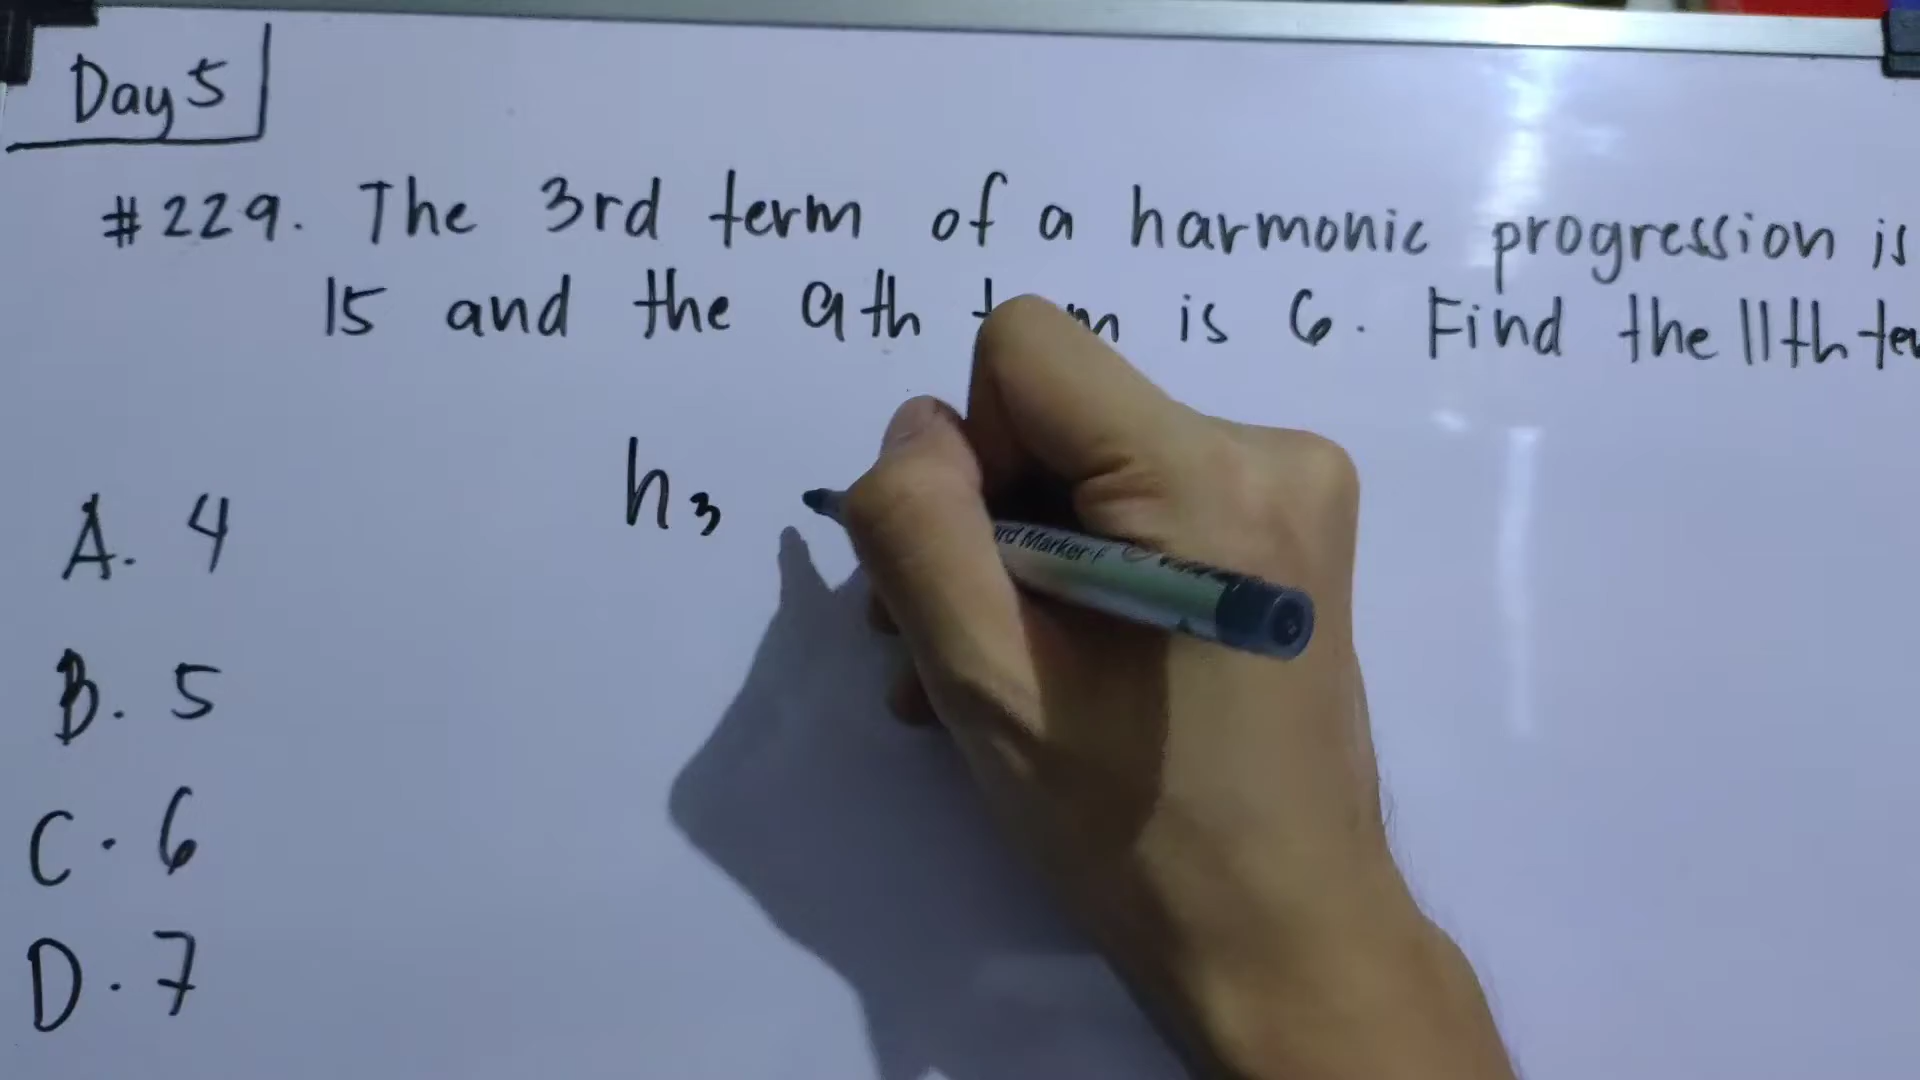 Day 5
#229. The 3rd term of a harmonic progression is
15 and the 9th is 6. Find the 11th
A. 4
B. 5
C. 6
D. 7
h3